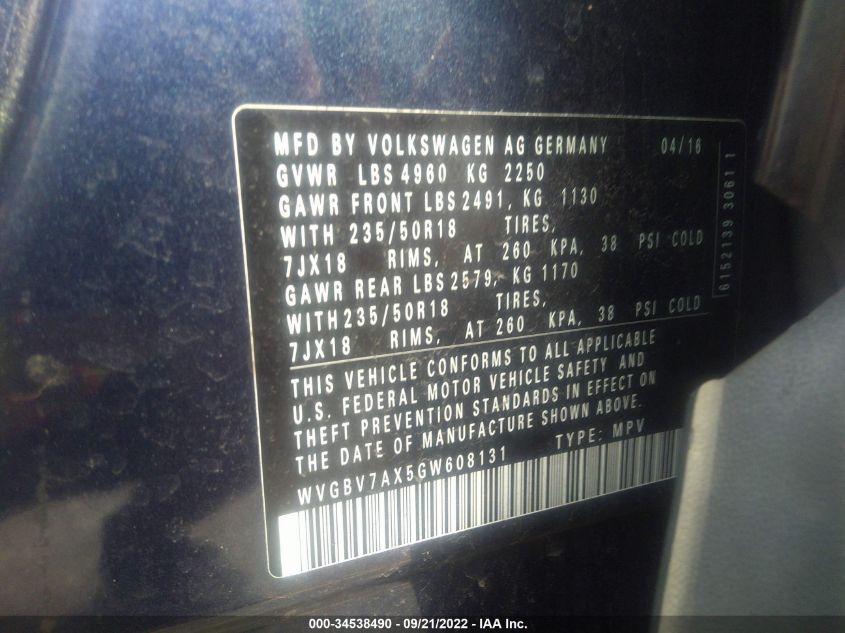 MFD BY VOLKSWAGEN AG GERMANY 04/16
GVWR LBS 4960 KG 2250
GAWR FRONT LBS 2491, KG 1130
WITH 235/50R18 TIRES,
7JX18 RIMS, AT 260 KPA, 38 PSI COLD
GAWR REAR LBS 2579, KG 1170
WITH 235/50R18 TIRES,
7JX18 RIMS, AT 260 KPA, 38 PSI COLD
THIS VEHICLE CONFORMS TO ALL APPLICABLE
U.S. FEDERAL MOTOR VEHICLE SAFETY AND
THEFT PREVENTION STANDARDS IN EFFECT ON
THE DATE OF MANUFACTURE SHOWN ABOVE.
WVGBV7AX5GW608131 TYPE: MPV
6152139 3061 1
000-34538490 - 09/21/2022 - IAA Inc.